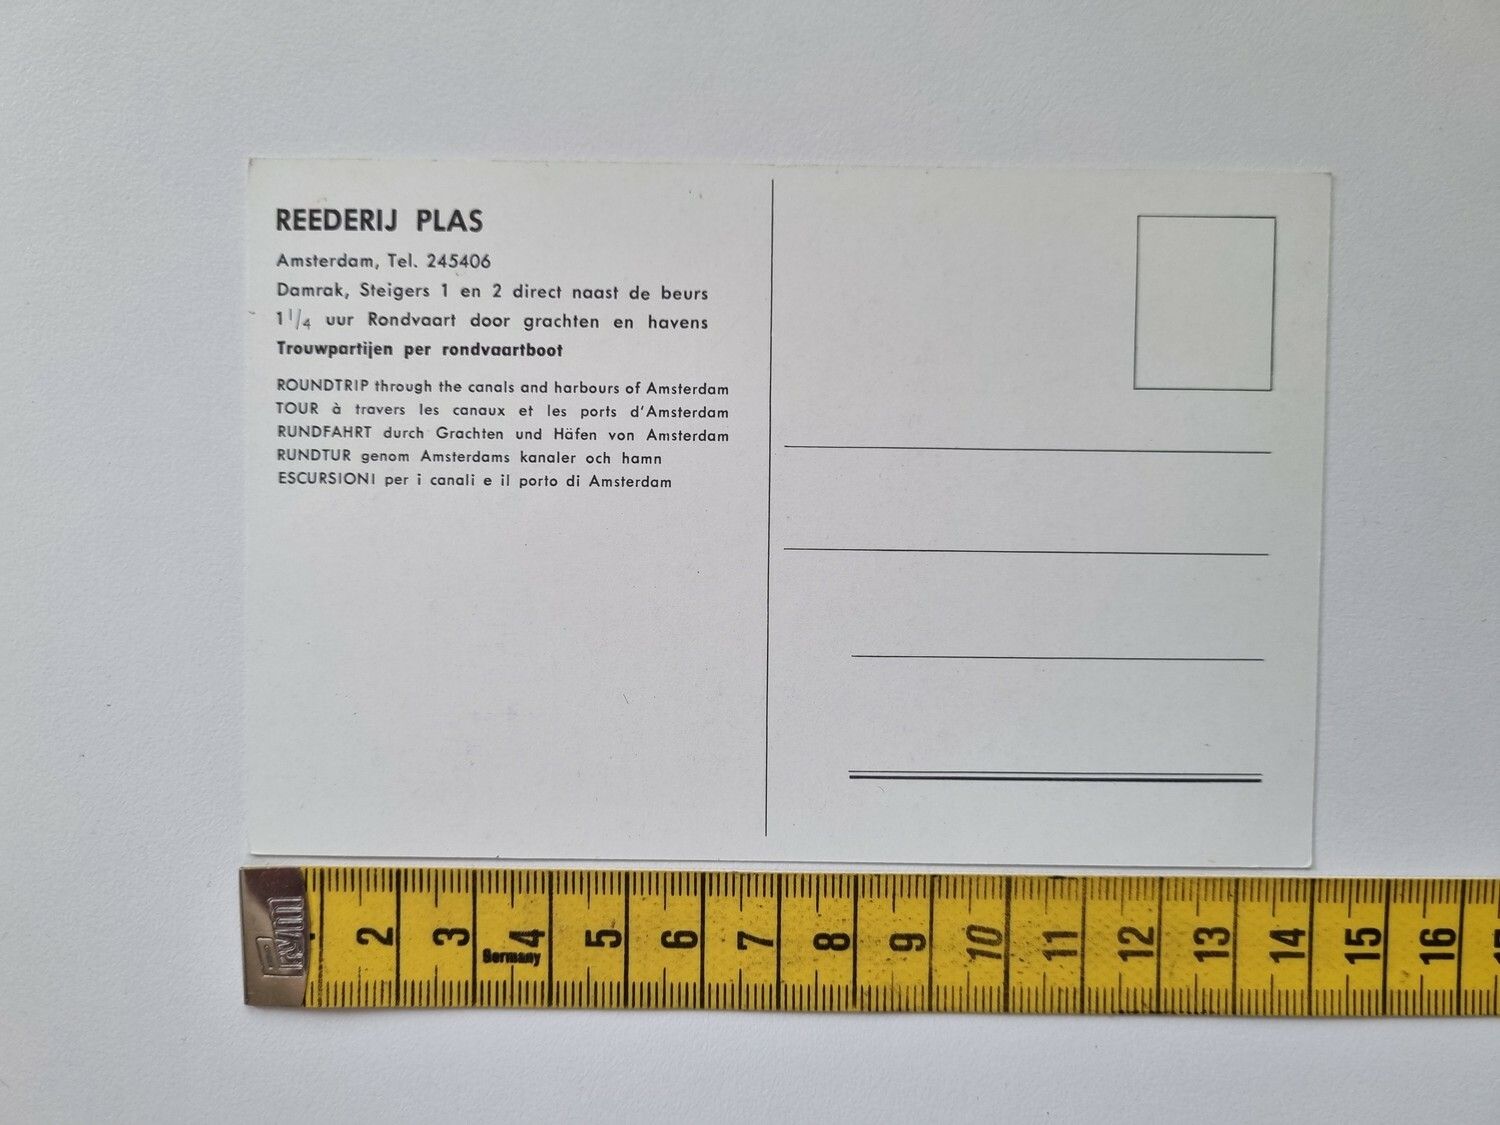 REEDERIJ PLAS
Amsterdam, Tel. 245406
Damrak, Steigers 1 en 2 direct naast de beurs
1 1/4 uur Rondvaart door grachten en havens
Trouwpartijen per rondvaartboot
ROUNDTRIP through the canals and harbours of Amsterdam
TOUR à travers les canaux et les ports d'Amsterdam
RUNDFAHRT durch Grachten und Häfen von Amsterdam
RUNDTUR genom Amsterdams kanaler och hamn
ESCURSIONI per i canali e il porto di Amsterdam
Prym 2 3 4 5 6 7 8 9 10 11 12 13 14 15 16
Germany